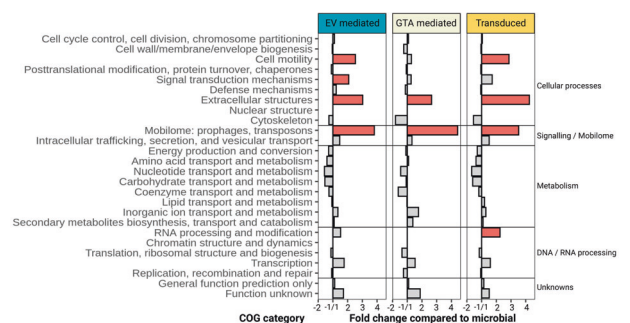 EV mediated GTA mediated Transduced
Cell cycle control, cell division, chromosome partitioning
Cell wall/membrane/envelope biogenesis
Cell motility
Posttranslational modification, protein turnover, chaperones
Signal transduction mechanisms
Defense mechanisms
Extracellular structures
Nuclear structure
Cytoskeleton
Cellular processes
Mobilome: prophages, transposons
Intracellular trafficking, secretion, and vesicular transport
Signalling / Mobilome
Energy production and conversion
Amino acid transport and metabolism
Nucleotide transport and metabolism
Carbohydrate transport and metabolism
Coenzyme transport and metabolism
Lipid transport and metabolism
Inorganic ion transport and metabolism
Secondary metabolites biosynthesis, transport and catabolism
Metabolism
RNA processing and modification
Chromatin structure and dynamics
Translation, ribosomal structure and biogenesis
Transcription
Replication, recombination and repair
DNA / RNA processing
General function prediction only
Function unknown
Unknowns
-2 -1/1 2 3 4 -2 -1/1 2 3 4 -2 -1/1 2 3 4
COG category Fold change compared to microbial